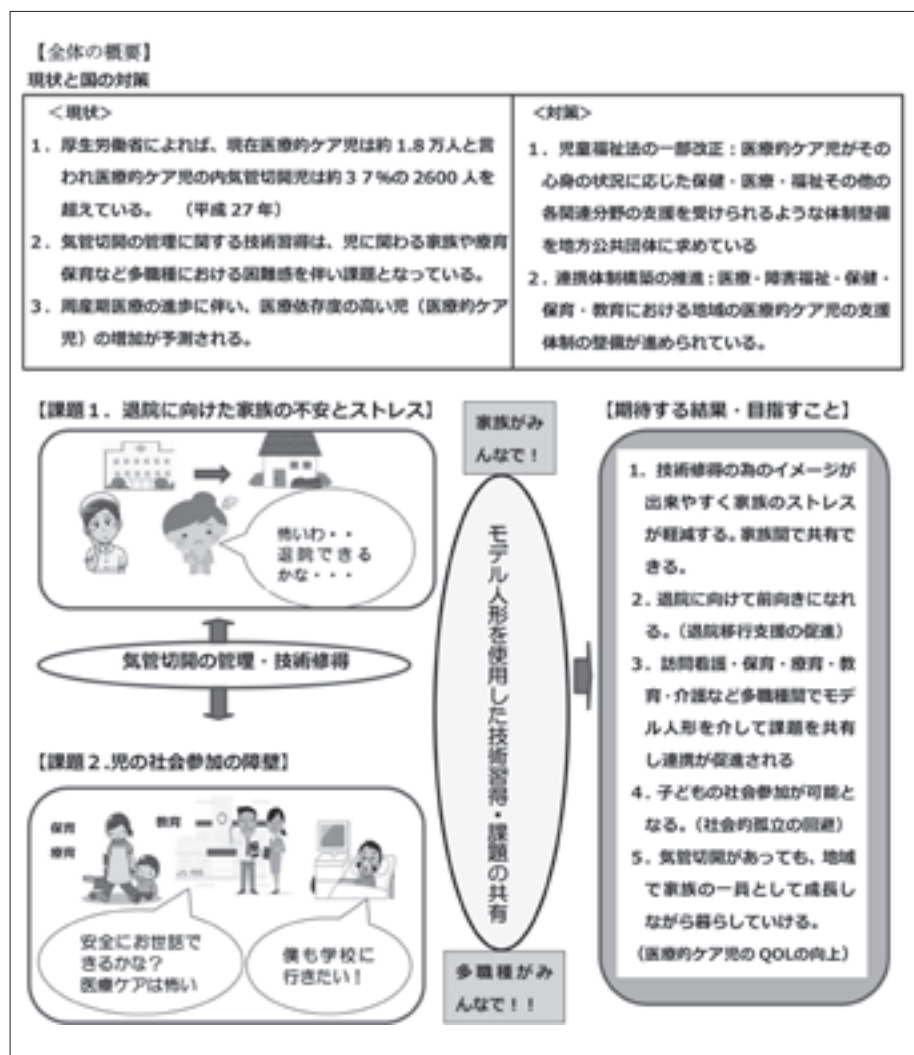 【全体の概要】
現状と国の対策
<現状>
1．厚生労働省によれば、現在医療的ケア児は約1.8万人と言
われ医療的ケア児の内気管切開児は約３７%の2600人を
超えている。　（平成27年）
2．気管切開の管理に関する技術習得は、児に関わる家族や療育
保育など多職種における困難感を伴い課題となっている。
3．周産期医療の進歩に伴い、医療依存度の高い児（医療的ケア
児）の増加が予測される。
<対策>
1．児童福祉法の一部改正：医療的ケア児がその
心身の状況に応じた保健・医療・福祉その他の
各関連分野の支援を受けられるような体制整備
を地方公共団体に求めている
2．連携体制構築の推進：医療・障害福祉・保健・
保育・教育における地域の医療的ケア児の支援
体制の整備が進められている。
【課題１．退院に向けた家族の不安とストレス】
怖いわ・・
退院できる
かな・・・
気管切開の管理・技術修得
【課題２.児の社会参加の障壁】
保育
療育
教育
安全にお世話で
きるかな？
医療ケアは怖い
僕も学校に
行きたい！
家族がみ
んなで！
モデル人形を使用した技術習得・課題の共有
多職種がみ
んなで！！
【期待する結果・目指すこと】
1．技術修得の為のイメージが
出来やすく家族のストレス
が軽減する。家族間で共有で
きる。
2．退院に向けて前向きになれ
る。（退院移行支援の促進）
3．訪問看護・保育・療育・教
育・介護など多職種間でモデ
ル人形を介して課題を共有
し連携が促進される
4．子どもの社会参加が可能と
なる。（社会的孤立の回避）
5．気管切開があっても、地域
で家族の一員として成長し
ながら暮らしていける。
（医療的ケア児のQOLの向上）